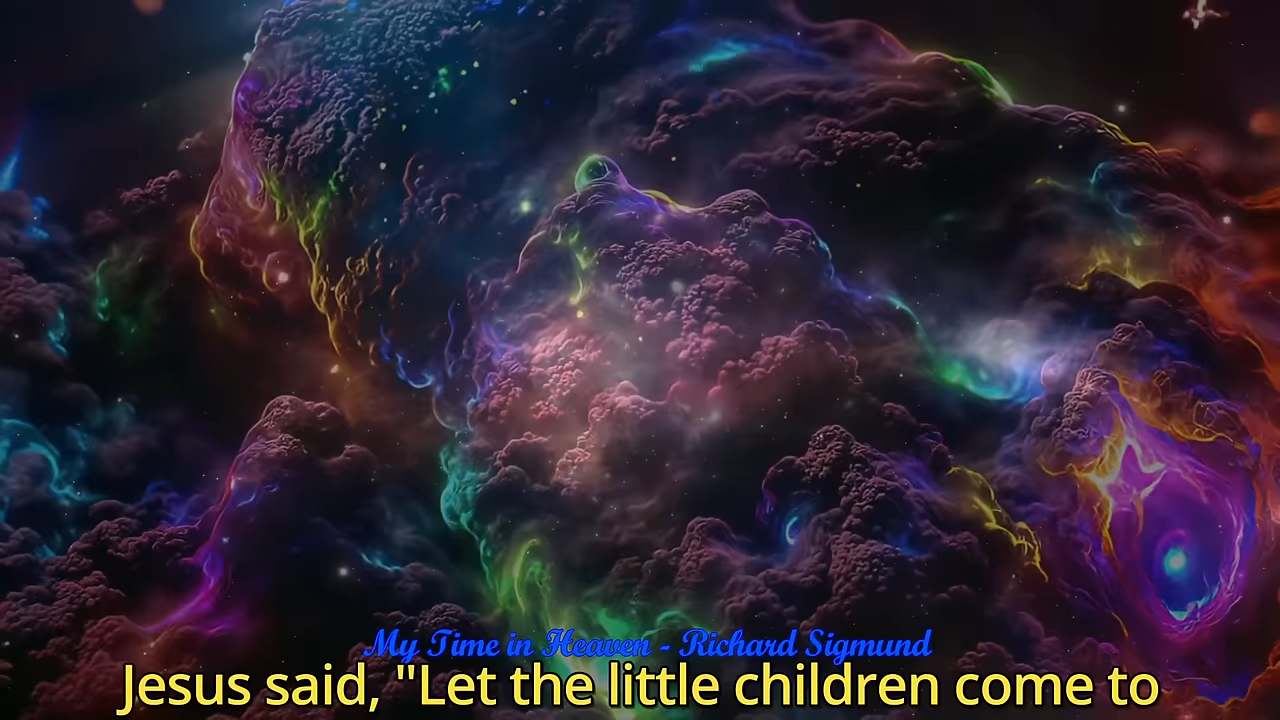 My Time in Heaven - Richard Sigmund
Jesus said, "Let the little children come to